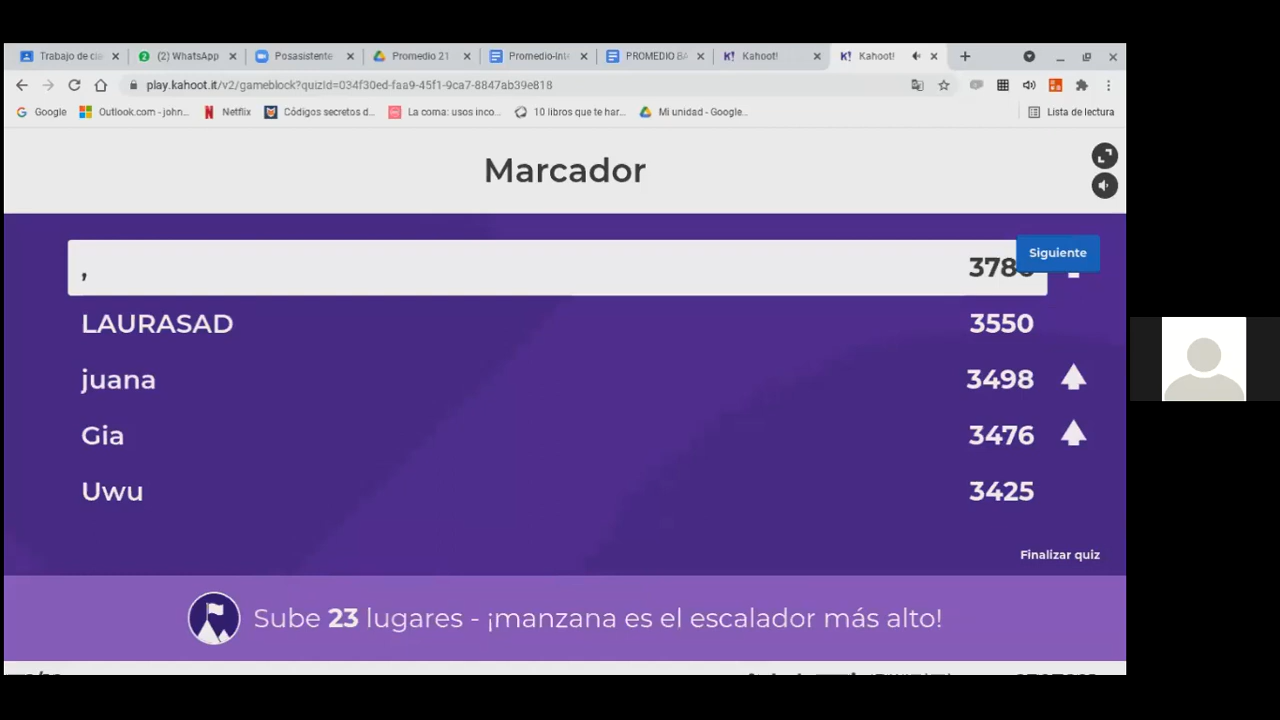 Trabajo de cla
(2) WhatsApp
Posasistente
Promedio 21
Promedio-Inte
PROMEDIO BA
Kahoot!
Kahoot!
play.kahoot.it/v2/gameblock?quizId=034f30ed-faa9-45f1-9ca7-8847ab39e818
Google
Outlook.com - john...
Netflix
Códigos secretos d...
La coma: usos inco...
10 libros que te har...
Mi unidad - Google...
Lista de lectura
Marcador
Siguiente
,
LAURASAD 3550
juana 3498
Gia 3476
Uwu 3425
Finalizar quiz
Sube 23 lugares - ¡manzana es el escalador más alto!